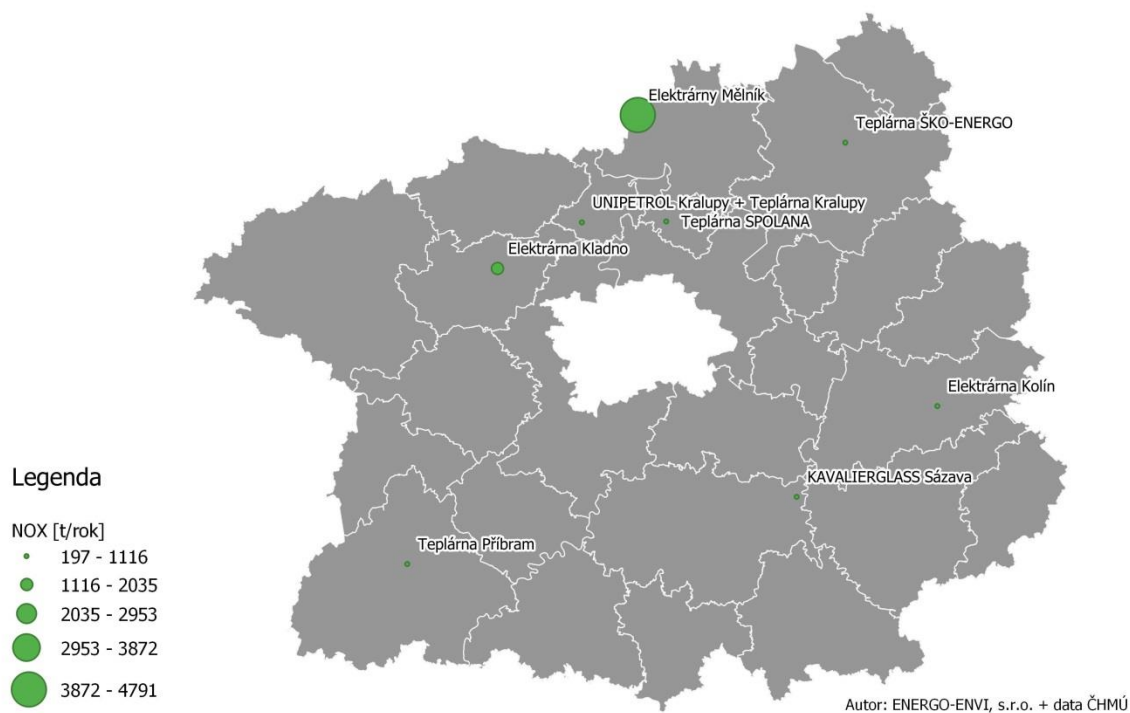 Elektrárny Mělník
Teplárna ŠKO-ENERGO
UNIPETROL Kralupy + Teplárna Kralupy
Teplárna SPOLANA
Elektrárna Kladno
Elektrárna Kolín
KAVALIERGLASS Sázava
Teplárna Příbram
Legenda
NOX [t/rok]
197 - 1116
1116 - 2035
2035 - 2953
2953 - 3872
3872 - 4791
Autor: ENERGO-ENVI, s.r.o. + data ČHMÚ